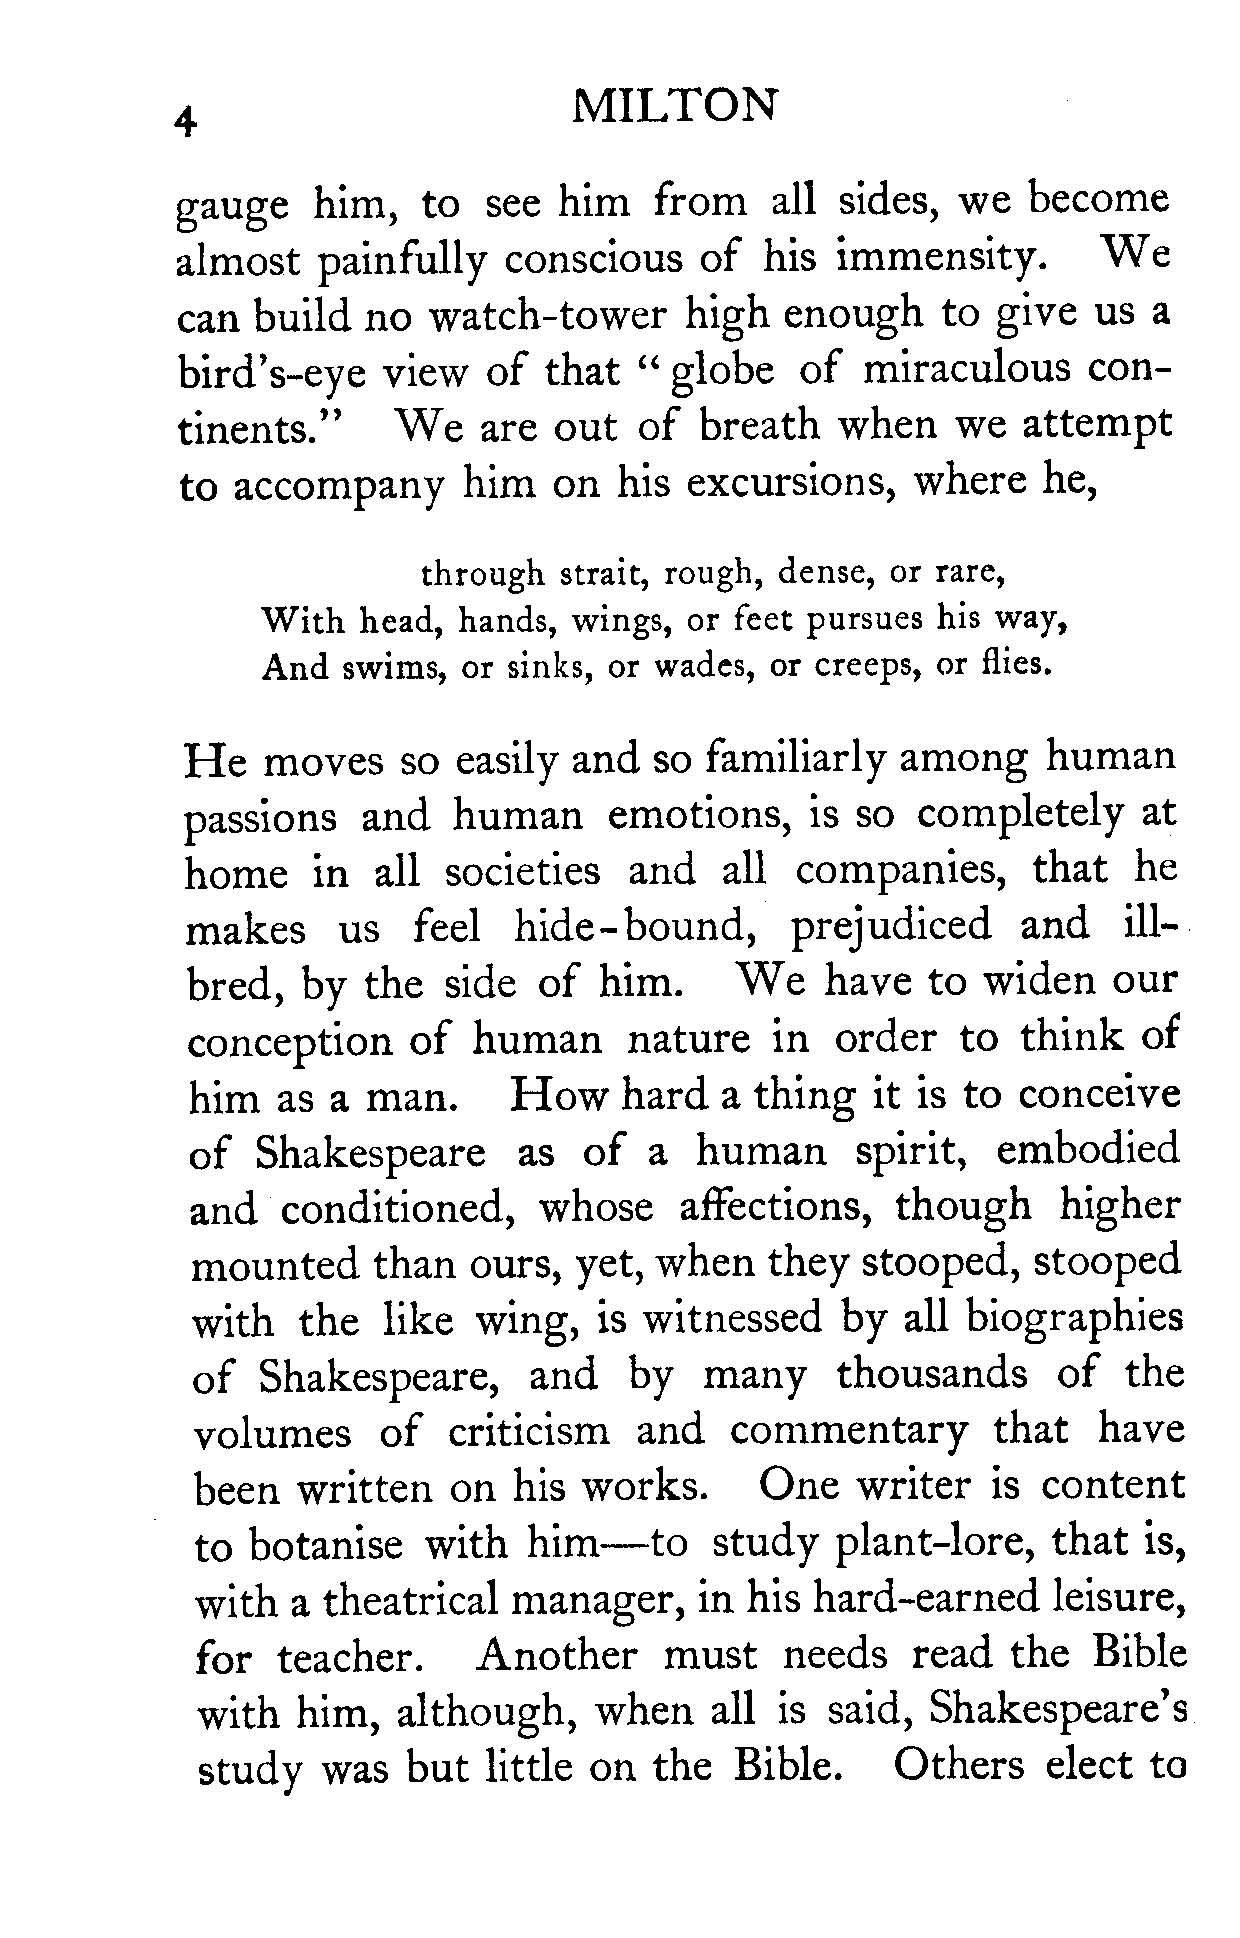 4
MILTON
gauge him, to see him from all sides, we become
almost painfully conscious of his immensity. We
can build no watch-tower high enough to give us a
bird's-eye view of that “ globe of miraculous con-
tinents.” We are out of breath when we attempt
to accompany him on his excursions, where he,
through strait, rough, dense, or rare,
With head, hands, wings, or feet pursues his way,
And swims, or sinks, or wades, or creeps, or flies.
He moves so easily and so familiarly among human
passions and human emotions, is so completely at
home in all societies and all companies, that he
makes us feel hide-bound, prejudiced and ill-
bred, by the side of him. We have to widen our
conception of human nature in order to think of
him as a man. How hard a thing it is to conceive
of Shakespeare as of a human spirit, embodied
and conditioned, whose affections, though higher
mounted than ours, yet, when they stooped, stooped
with the like wing, is witnessed by all biographies
of Shakespeare, and by many thousands of the
volumes of criticism and commentary that have
been written on his works. One writer is content
to botanise with him—to study plant-lore, that is,
with a theatrical manager, in his hard-earned leisure,
for teacher. Another must needs read the Bible
with him, although, when all is said, Shakespeare's
study was but little on the Bible. Others elect to